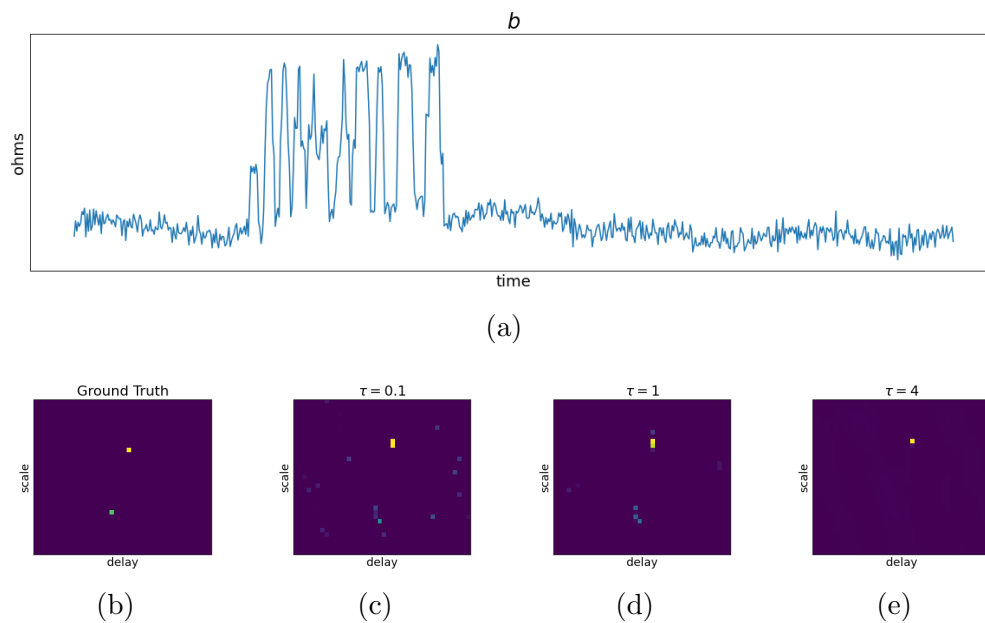 b
ohms
time
(a)
Ground Truth
scale
delay
(b)
τ = 0.1
scale
delay
(c)
τ = 1
scale
delay
(d)
τ = 4
scale
delay
(e)